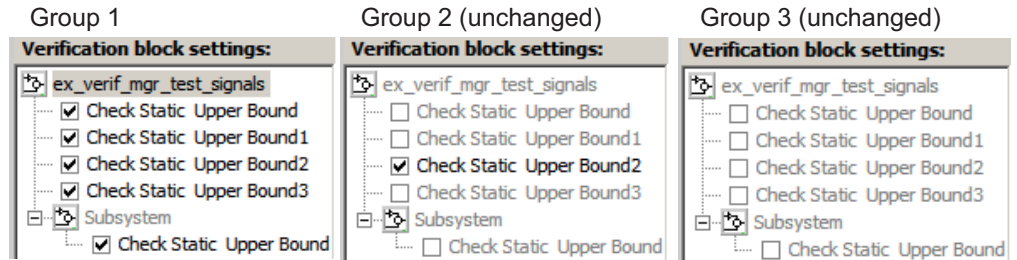 Group 1
Verification block settings:
ex_verif_mgr_test_signals
Check Static Upper Bound
Check Static Upper Bound1
Check Static Upper Bound2
Check Static Upper Bound3
Subsystem
Check Static Upper Bound
Group 2 (unchanged)
Verification block settings:
ex_verif_mgr_test_signals
Check Static Upper Bound
Check Static Upper Bound1
Check Static Upper Bound2
Check Static Upper Bound3
Subsystem
Check Static Upper Bound
Group 3 (unchanged)
Verification block settings:
ex_verif_mgr_test_signals
Check Static Upper Bound
Check Static Upper Bound1
Check Static Upper Bound2
Check Static Upper Bound3
Subsystem
Check Static Upper Bound